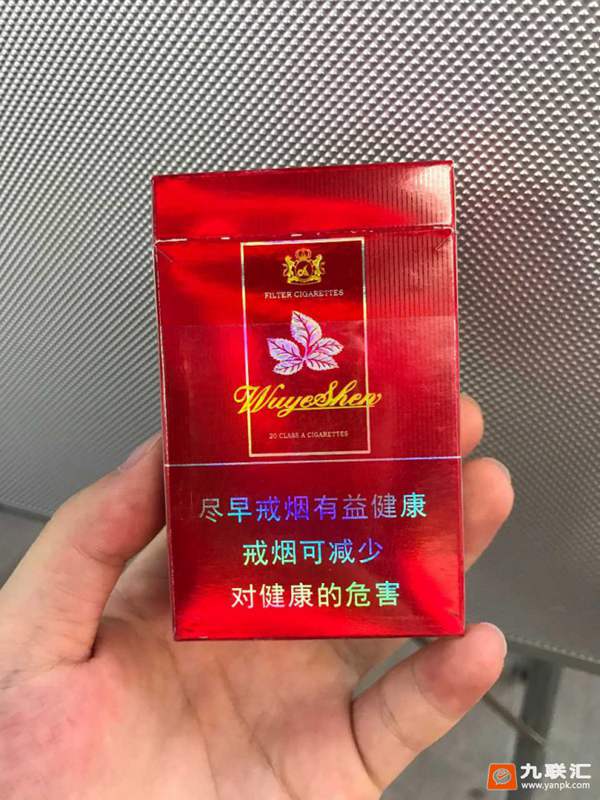 FILTER CIGARETTES
WuyeShen
20 CLASS A CIGARETTES
尽早戒烟有益健康
戒烟可减少
对健康的危害
九联汇
www.yanpk.com